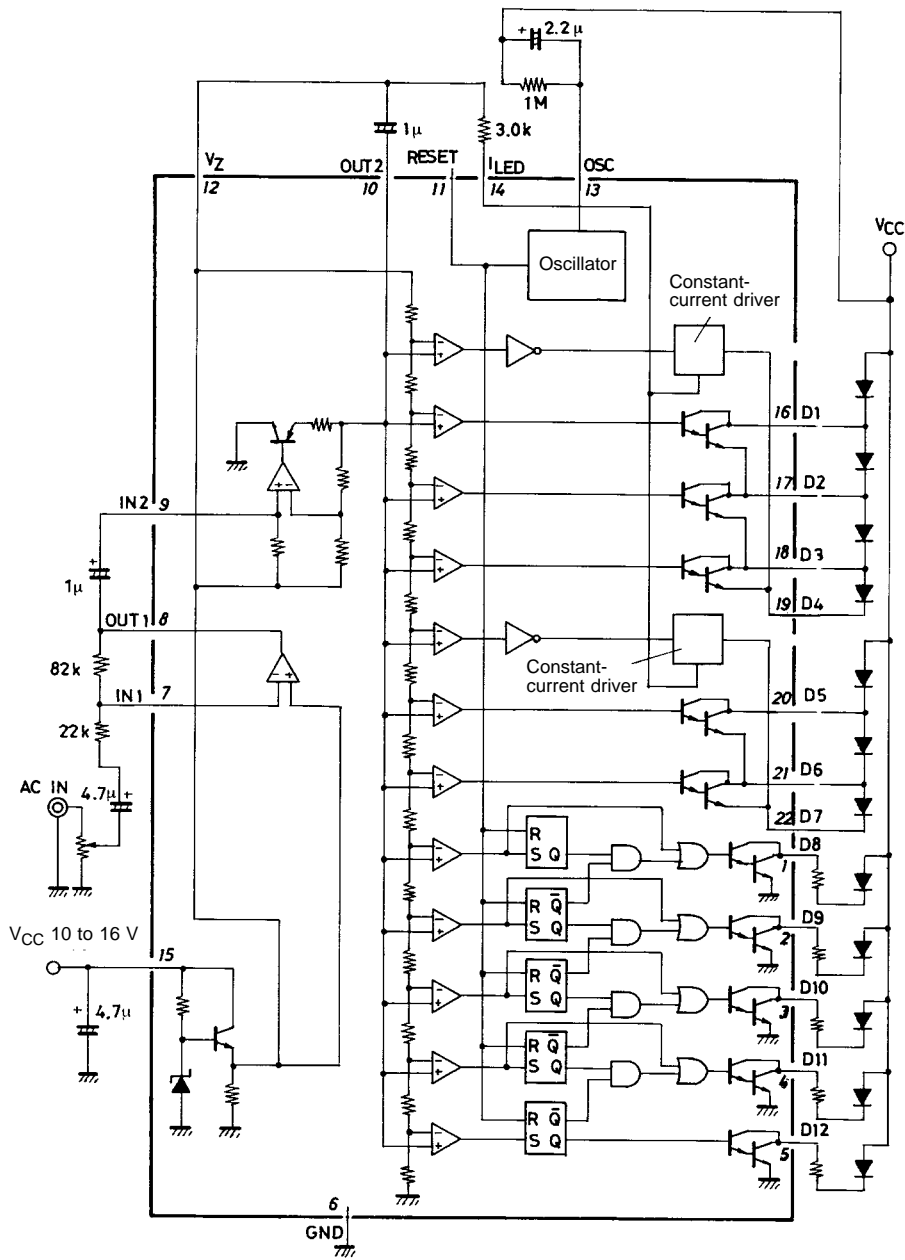 + 2.2μ
1M
1μ
3.0k
VZ
12
OUT2
10
RESET
11
ILED
14
OSC
13
VCC
Oscillator
Constant-
current driver
- +
- +
16 D1
- +
17 D2
- +
18 D3
19 D4
IN2 9
+ -
+
1μ
OUT1 8
82k
- +
IN1 7
22k
- +
Constant-
current driver
- +
20 D5
- +
21 D6
22 D7
AC IN
4.7μ +
- +
R
S Q
D8
1
- +
R Q̄
S Q
D9
2
VCC 10 to 16 V
15
- +
R Q̄
S Q
D10
3
+ 4.7μ
- +
R Q̄
S Q
D11
4
- +
R Q̄
S Q
D12
5
6
GND